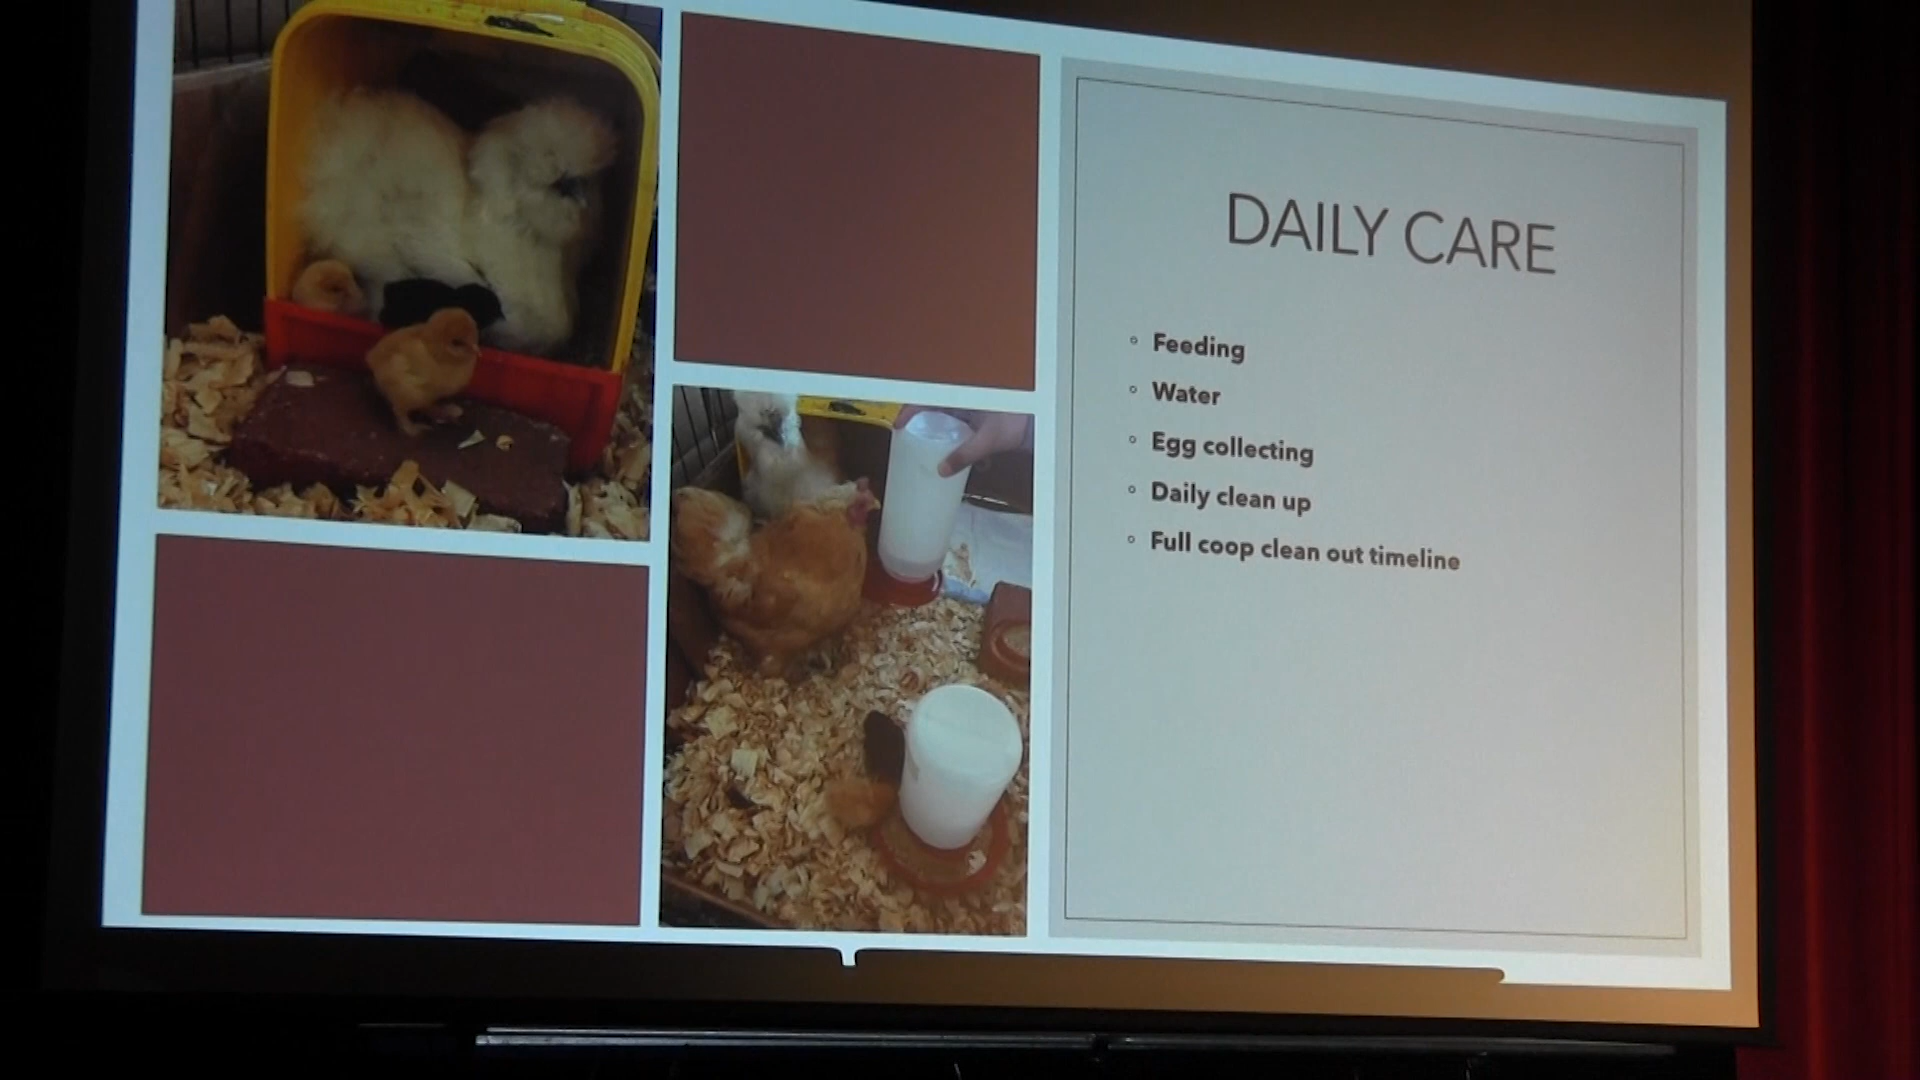 DAILY CARE
Feeding
Water
Egg collecting
Daily clean up
Full coop clean out timeline